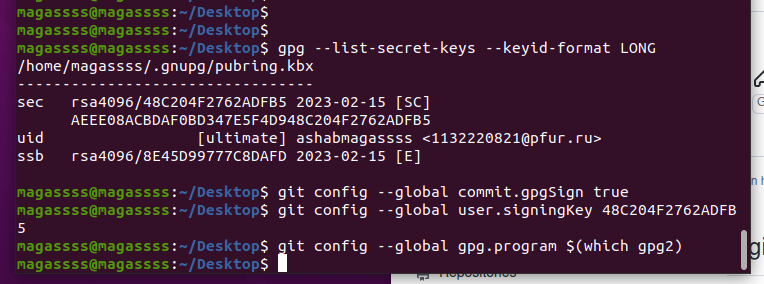 magassss@magassss:~/Desktop$
magassss@magassss:~/Desktop$
magassss@magassss:~/Desktop$ gpg --list-secret-keys --keyid-format LONG
/home/magassss/.gnupg/pubring.kbx
---------------------------------
sec   rsa4096/48C204F2762ADFB5 2023-02-15 [SC]
      AEEE08ACBDAF0BD347E5F4D948C204F2762ADFB5
uid                 [ultimate] ashabmagassss <1132220821@pfur.ru>
ssb   rsa4096/8E45D99777C8DAFD 2023-02-15 [E]

magassss@magassss:~/Desktop$ git config --global commit.gpgSign true
magassss@magassss:~/Desktop$ git config --global user.signingKey 48C204F2762ADFB
5
magassss@magassss:~/Desktop$ git config --global gpg.program $(which gpg2)
magassss@magassss:~/Desktop$